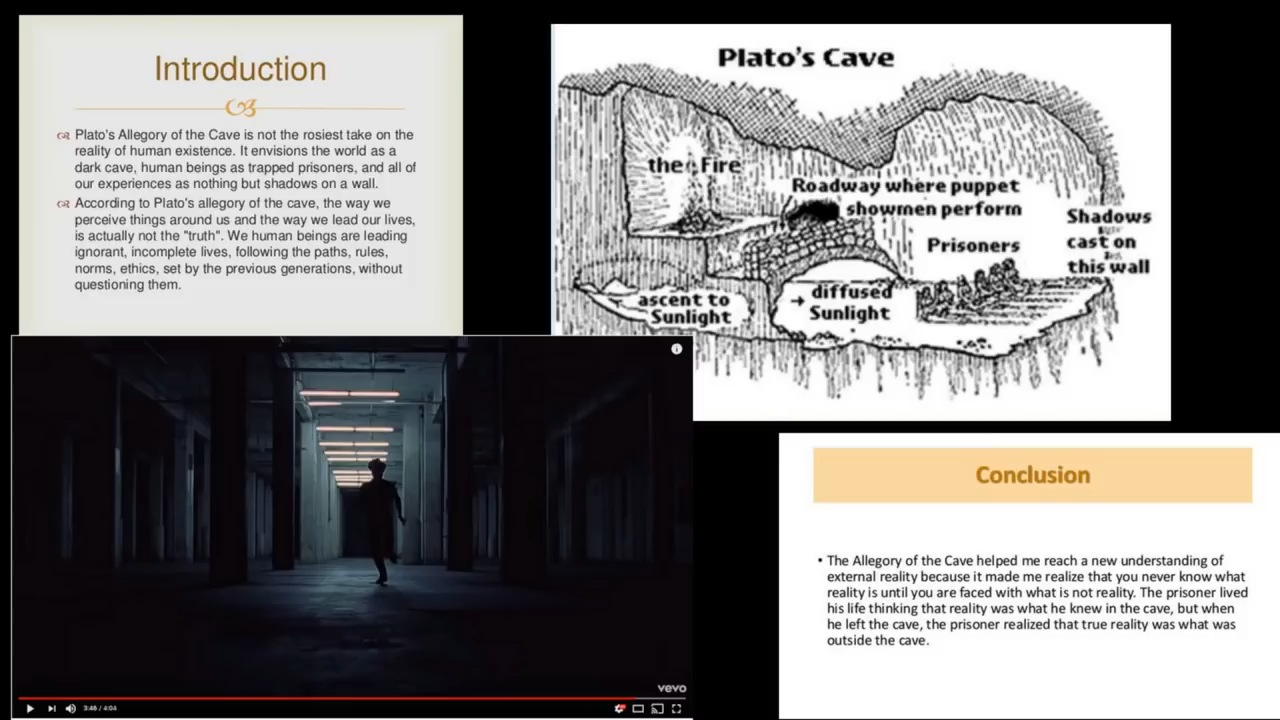 Introduction
Plato's Allegory of the Cave is not the rosiest take on the
reality of human existence. It envisions the world as a
dark cave, human beings as trapped prisoners, and all of
our experiences as nothing but shadows on a wall.
According to Plato's allegory of the cave, the way we
perceive things around us and the way we lead our lives,
is actually not the "truth". We human beings are leading
ignorant, incomplete lives, following the paths, rules,
norms, ethics, set by the previous generations, without
questioning them.
Plato's Cave
the Fire
Roadway where puppet
showmen perform
Prisoners
Shadows
cast on
this wall
ascent to
Sunlight
diffused
Sunlight
vevo
3:46 / 4:04
Conclusion
• The Allegory of the Cave helped me reach a new understanding of
external reality because it made me realize that you never know what
reality is until you are faced with what is not reality. The prisoner lived
his life thinking that reality was what he knew in the cave, but when
he left the cave, the prisoner realized that true reality was what was
outside the cave.